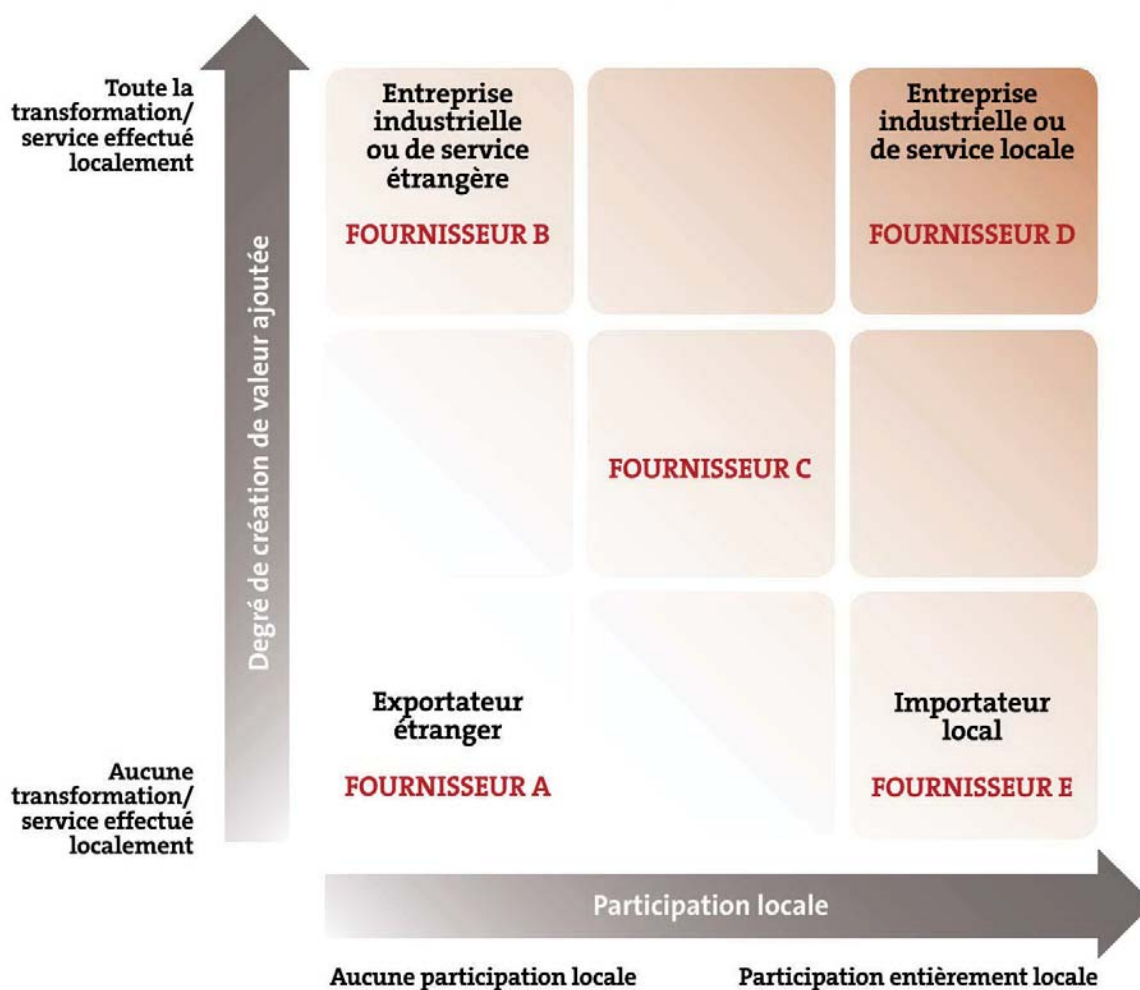 Toute la
transformation/
service effectué
localement
Degré de création de valeur ajoutée
Aucune
transformation/
service effectué
localement
Entreprise
industrielle
ou de service
étrangère
FOURNISSEUR B
Entreprise
industrielle ou
de service locale
FOURNISSEUR D
FOURNISSEUR C
Exportateur
étranger
FOURNISSEUR A
Importateur
local
FOURNISSEUR E
Participation locale
Aucune participation locale
Participation entièrement locale